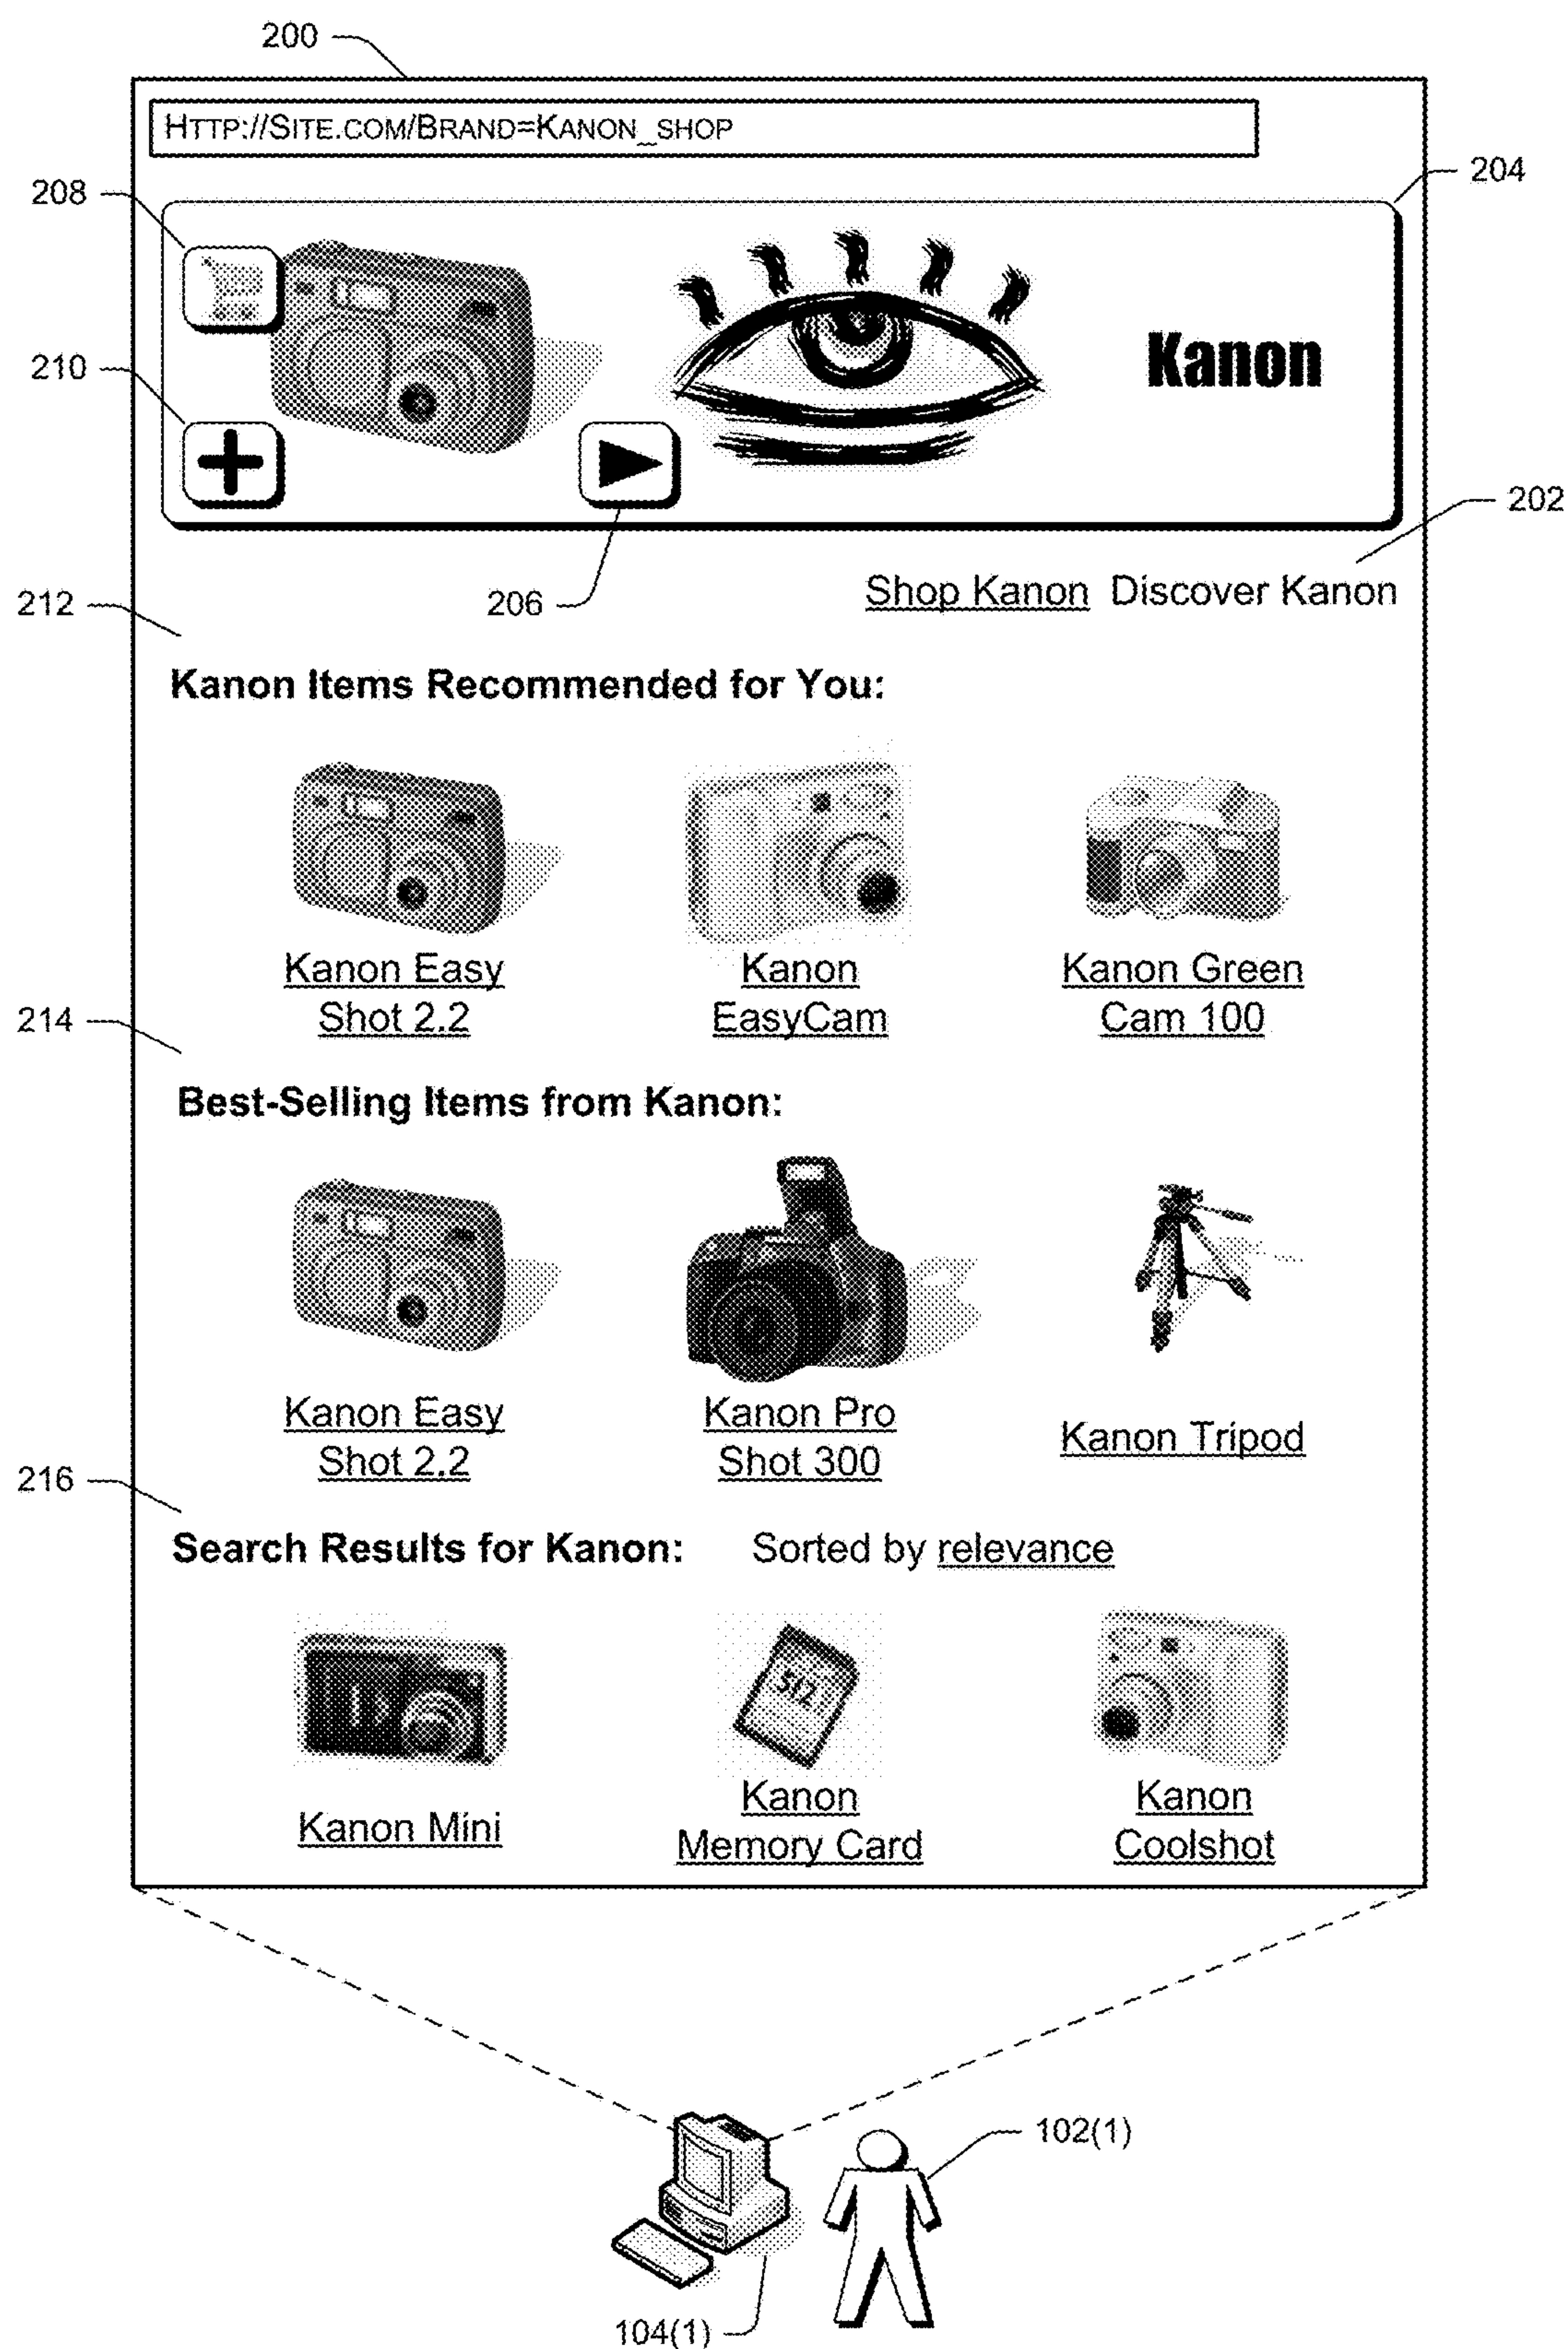 200
HTTP://SITE.COM/BRAND=KANON_SHOP
204
208
Kanon
210
202
206
Shop Kanon Discover Kanon
212
Kanon Items Recommended for You:
Kanon Easy
Shot 2.2
Kanon
EasyCam
Kanon Green
Cam 100
214
Best-Selling Items from Kanon:
Kanon Easy
Shot 2.2
Kanon Pro
Shot 300
Kanon Tripod
216
Search Results for Kanon: Sorted by relevance
512
Kanon Mini
Kanon
Memory Card
Kanon
Coolshot
102(1)
104(1)